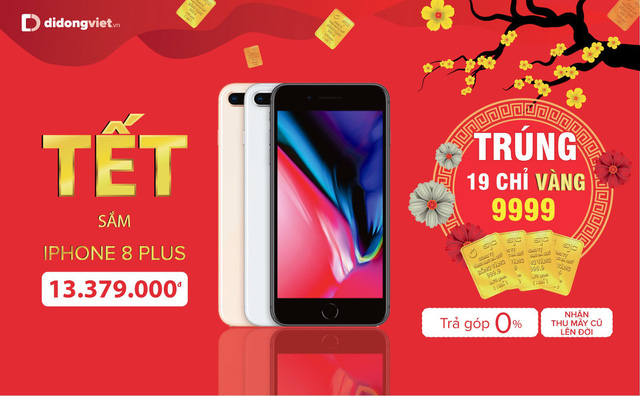 didongviet.vn
TẾT
SẮM
IPHONE 8 PLUS
13.379.000đ
TRÚNG
19 CHỈ VÀNG
9999
Trả góp 0%
NHẬN
THU MÁY CŨ
LÊN ĐỜI